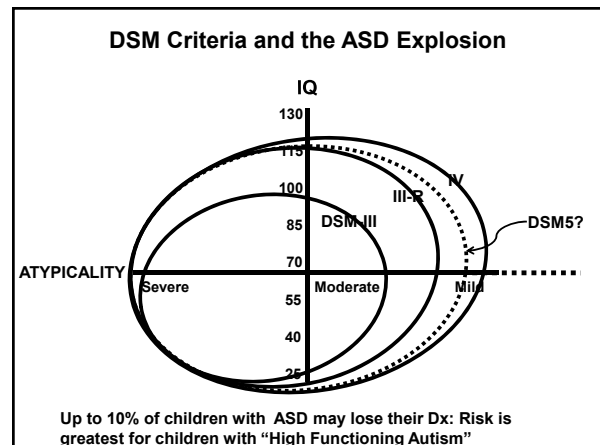 DSM Criteria and the ASD Explosion
IQ
130
115
100
IV
III-R
85
DSM-III
DSM5?
70
ATYPICALITY
Severe
Moderate
Mild
55
40
25
Up to 10% of children with ASD may lose their Dx: Risk is
greatest for children with “High Functioning Autism”